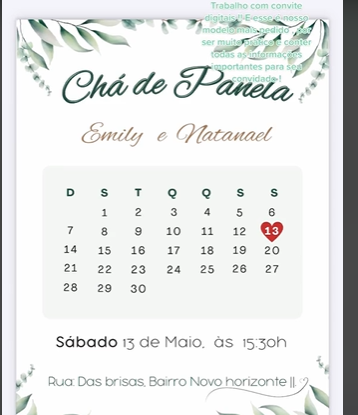 Trabalho com convite
digitais!! E esse é nosso
modelo mais pedido , por
ser muito prático e conter
todas as informações
importantes para seu
convidado!
Chá de Panela
Emily e Natanael
D S T Q Q S S
1 2 3 4 5 6
7 8 9 10 11 12 13
14 15 16 17 18 19 20
21 22 23 24 25 26 27
28 29 30
Sábado 13 de Maio, às 15:30h
Rua: Das brisas, Bairro Novo horizonte ||.